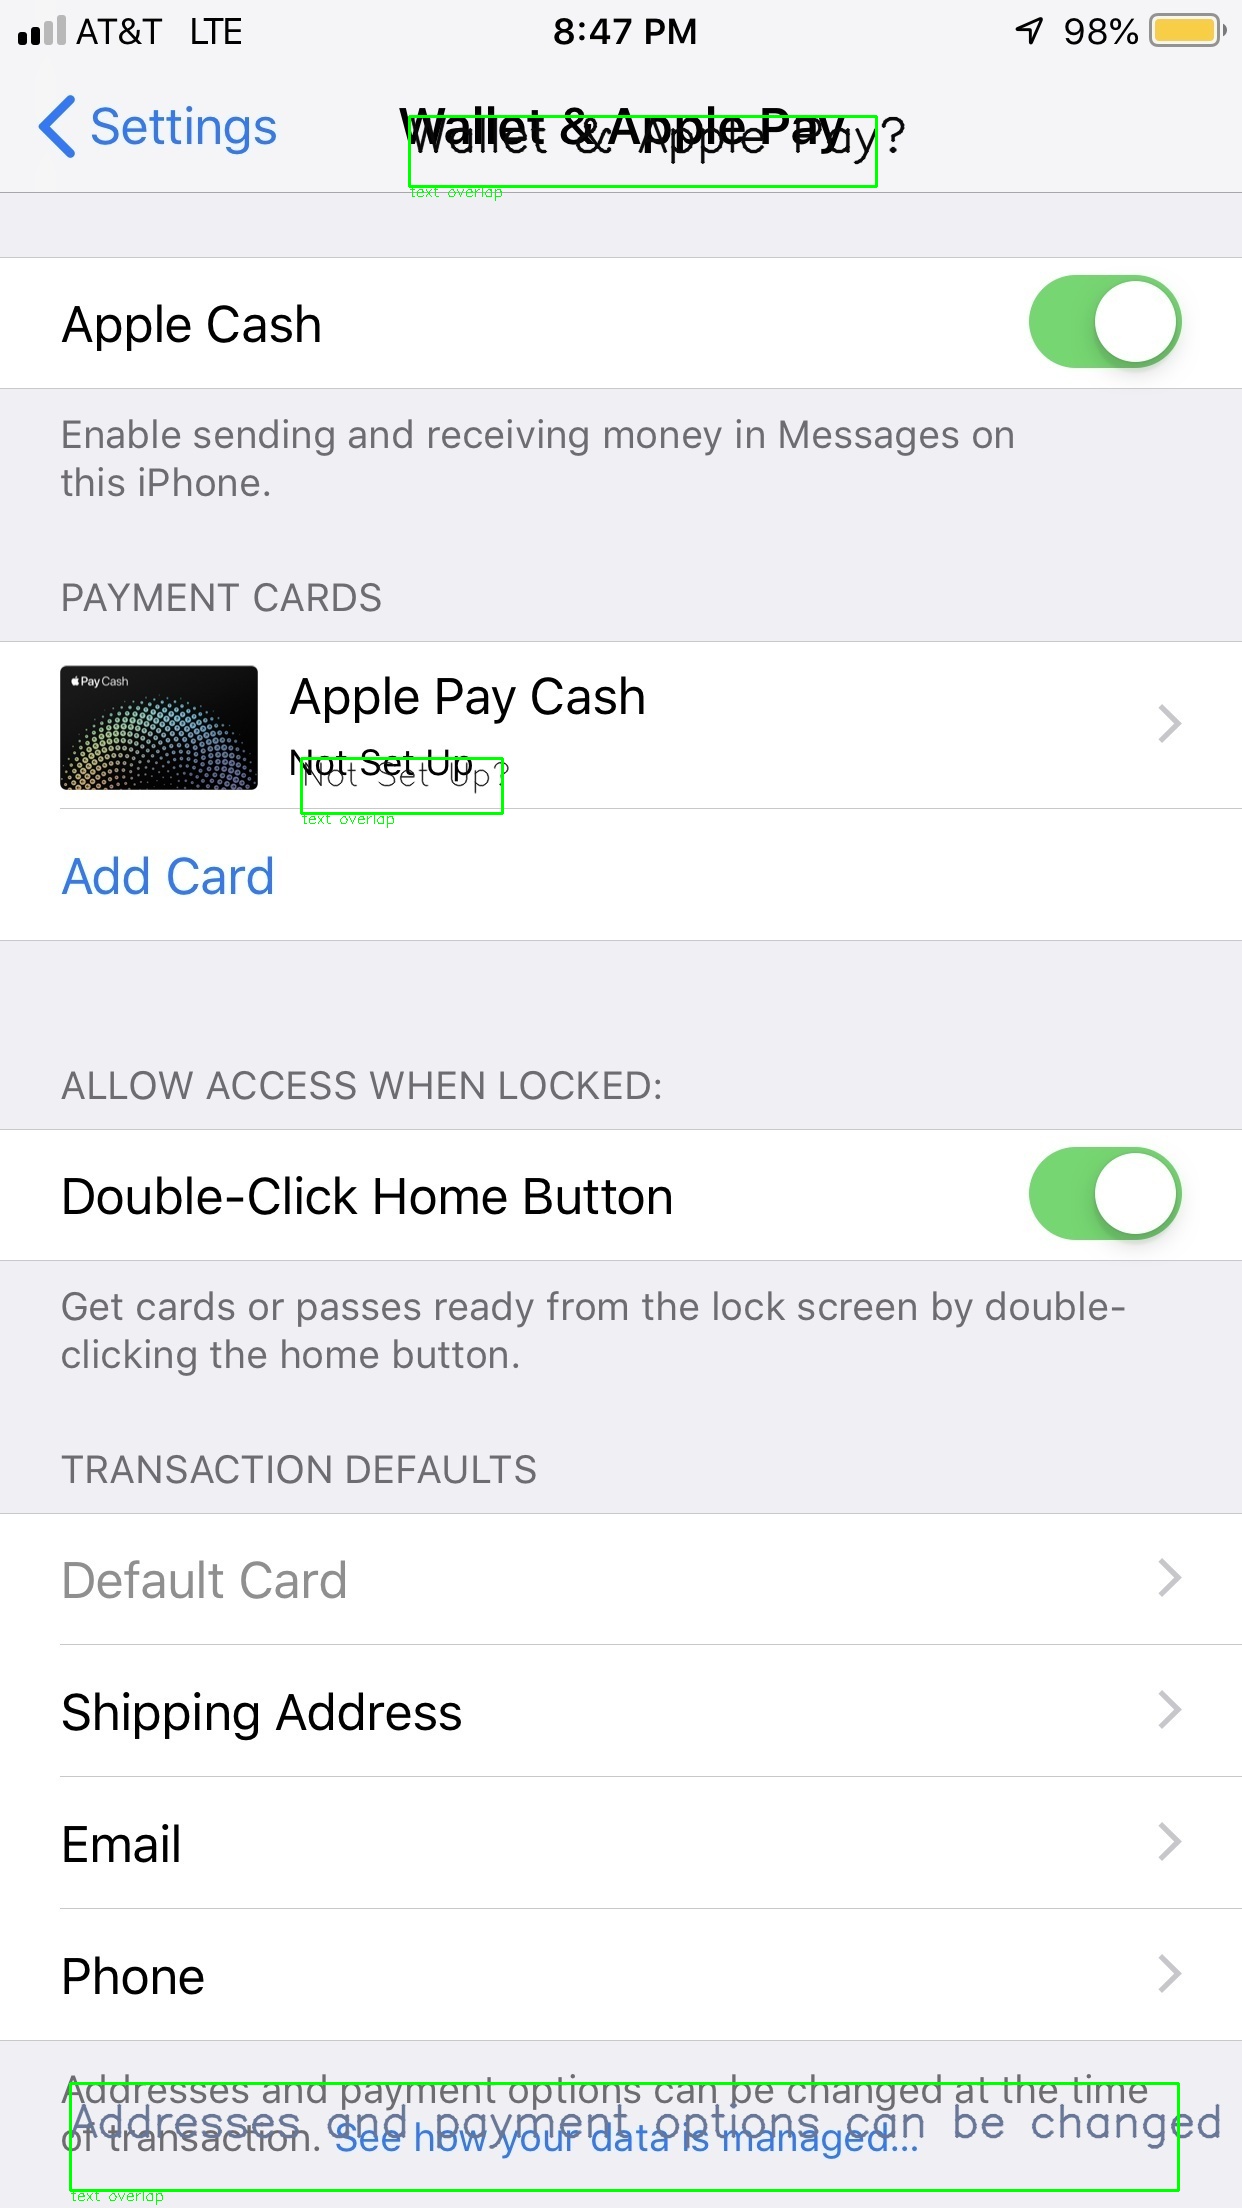 AT&T LTE 8:47 PM 98%
Settings
Wallet & Apple Pay
Wallet & Apple Pay?
text overlap
Apple Cash
Enable sending and receiving money in Messages on
this iPhone.
PAYMENT CARDS
Pay Cash
Apple Pay Cash
Not Set Up
Not Set Up?
text overlap
Add Card
ALLOW ACCESS WHEN LOCKED:
Double-Click Home Button
Get cards or passes ready from the lock screen by double-
clicking the home button.
TRANSACTION DEFAULTS
Default Card
Shipping Address
Email
Phone
Addresses and payment options can be changed at the time
Addresses and payment options can be changed
of transaction. See how your data is managed...
text overlap